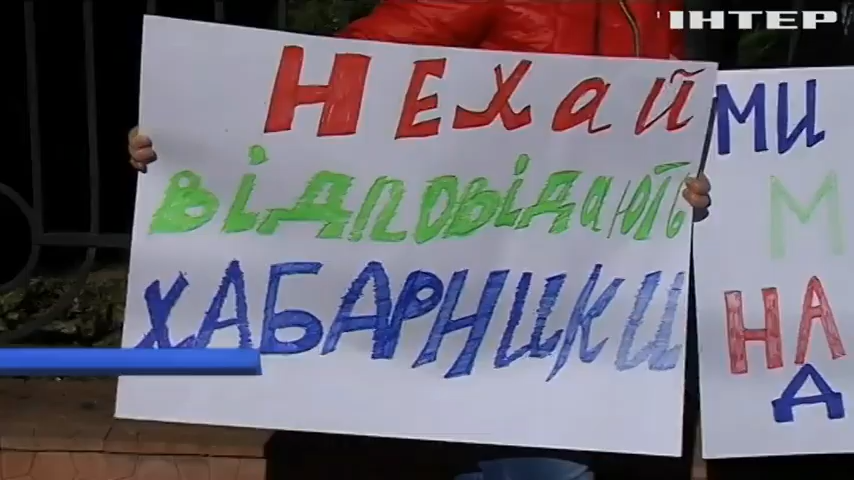 ІНТЕР
НЕХАЙ
ВІДПОВІДАЮТЬ
ХАБАРНИКИ
МИ
М
НА
Д